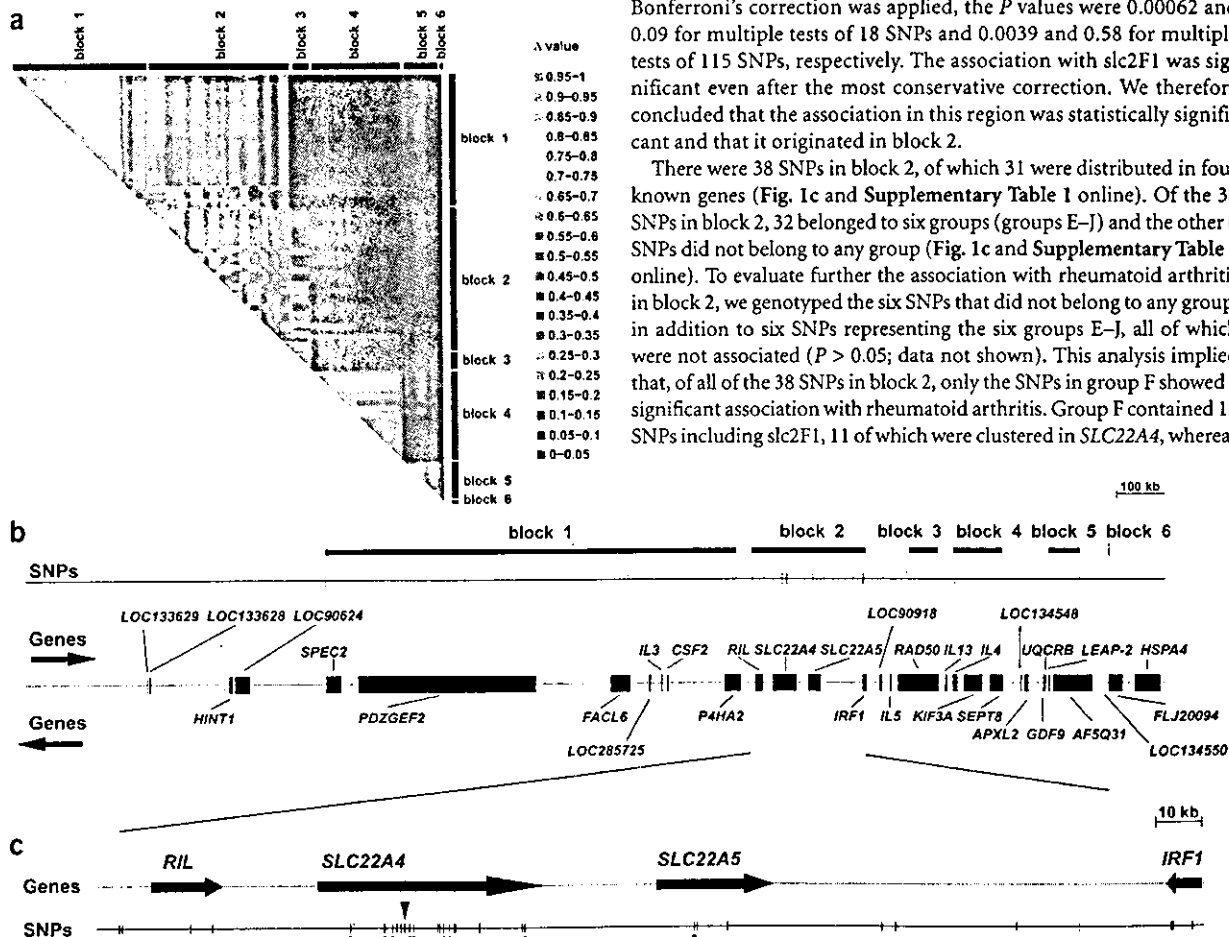 a
block 1
block 2
block 3
block 4
block 5
block 6
Δ value
0.95–1
0.9–0.95
0.85–0.9
0.8–0.85
0.75–0.8
0.7–0.75
0.65–0.7
0.6–0.65
0.55–0.6
0.5–0.55
0.45–0.5
0.4–0.45
0.35–0.4
0.3–0.35
0.25–0.3
0.2–0.25
0.15–0.2
0.1–0.15
0.05–0.1
0–0.05
block 1
block 2
block 3
block 4
block 5
block 6
Bonferroni's correction was applied, the P values were 0.00062 and
0.09 for multiple tests of 18 SNPs and 0.0039 and 0.58 for multipl
tests of 115 SNPs, respectively. The association with slc2F1 was sig
nificant even after the most conservative correction. We therefor
concluded that the association in this region was statistically signifi
cant and that it originated in block 2.
There were 38 SNPs in block 2, of which 31 were distributed in fou
known genes (Fig. 1c and Supplementary Table 1 online). Of the 3
SNPs in block 2, 32 belonged to six groups (groups E–J) and the other
SNPs did not belong to any group (Fig. 1c and Supplementary Table
online). To evaluate further the association with rheumatoid arthriti
in block 2, we genotyped the six SNPs that did not belong to any group
in addition to six SNPs representing the six groups E–J, all of which
were not associated (P > 0.05; data not shown). This analysis implied
that, of all of the 38 SNPs in block 2, only the SNPs in group F showed
significant association with rheumatoid arthritis. Group F contained 1
SNPs including slc2F1, 11 of which were clustered in SLC22A4, wherea
100 kb
b
block 1 block 2 block 3 block 4 block 5 block 6
SNPs
LOC133629 LOC133628 LOC90624 LOC90918 LOC134548
Genes
SPEC2 IL3 CSF2 RIL SLC22A4 SLC22A5 RAD50 IL13 IL4 UQCRB LEAP-2 HSPA4
HINT1 PDZGEF2 FACL6 P4HA2 IRF1 IL5 KIF3A SEPT8 FLJ20094
Genes
APXL2 GDF9 AF5Q31
LOC285725 LOC134550
10 kb
c
RIL SLC22A4 SLC22A5 IRF1
Genes
SNPs